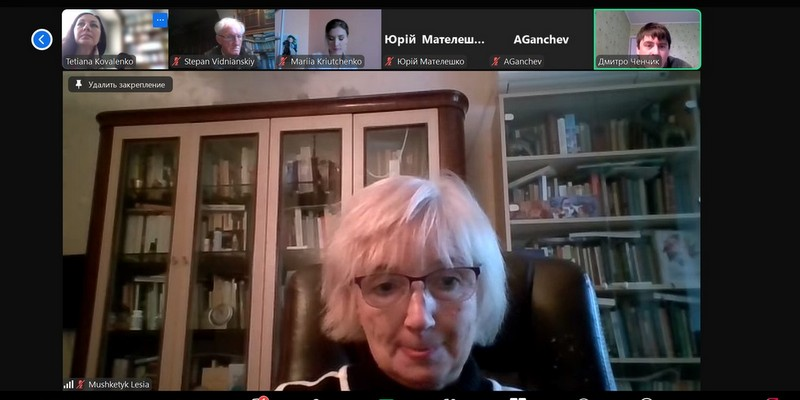 Юрій Мателеш...
AGanchev
Tetiana Kovalenko
Stepan Vidnianskiy
Mariia Kriutchenko
Юрій Мателешко
AGanchev
Дмитро Ченчик
Удалить закрепление
Mushketyk Lesia